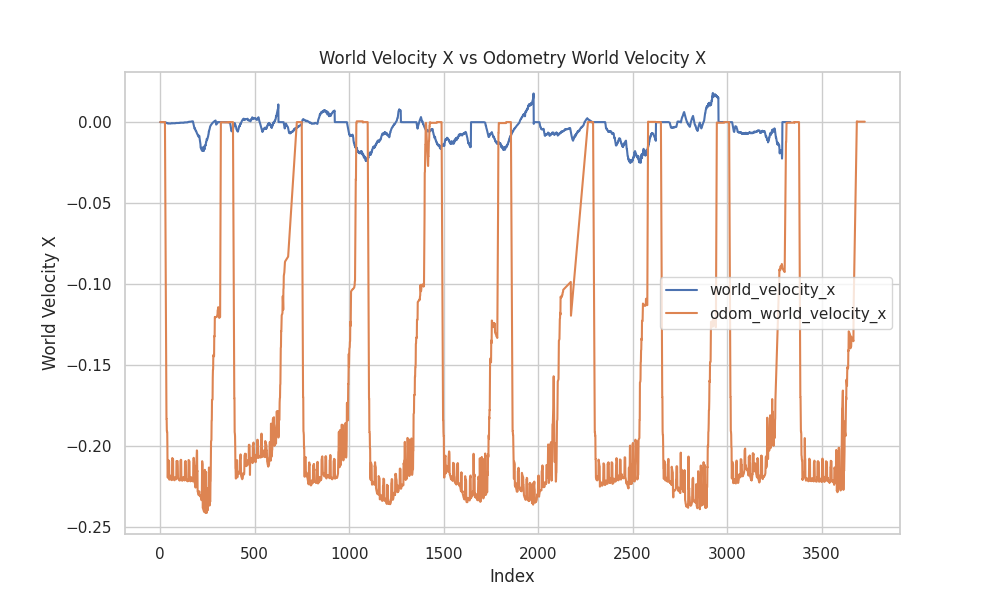 World Velocity X vs Odometry World Velocity X
0.00
−0.05
−0.10
−0.15
−0.20
−0.25
World Velocity X
world_velocity_x
odom_world_velocity_x
0 500 1000 1500 2000 2500 3000 3500
Index